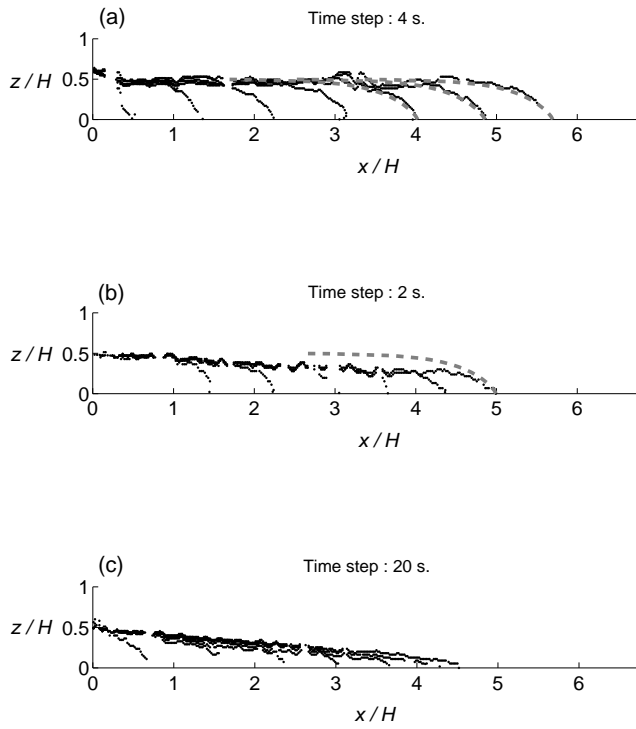 (a)
Time step : 4 s.
1
z / H 0.5
0
0 1 2 3 4 5 6
x / H
(b)
Time step : 2 s.
1
z / H 0.5
0
0 1 2 3 4 5 6
x / H
(c)
Time step : 20 s.
1
z / H 0.5
0
0 1 2 3 4 5 6
x / H